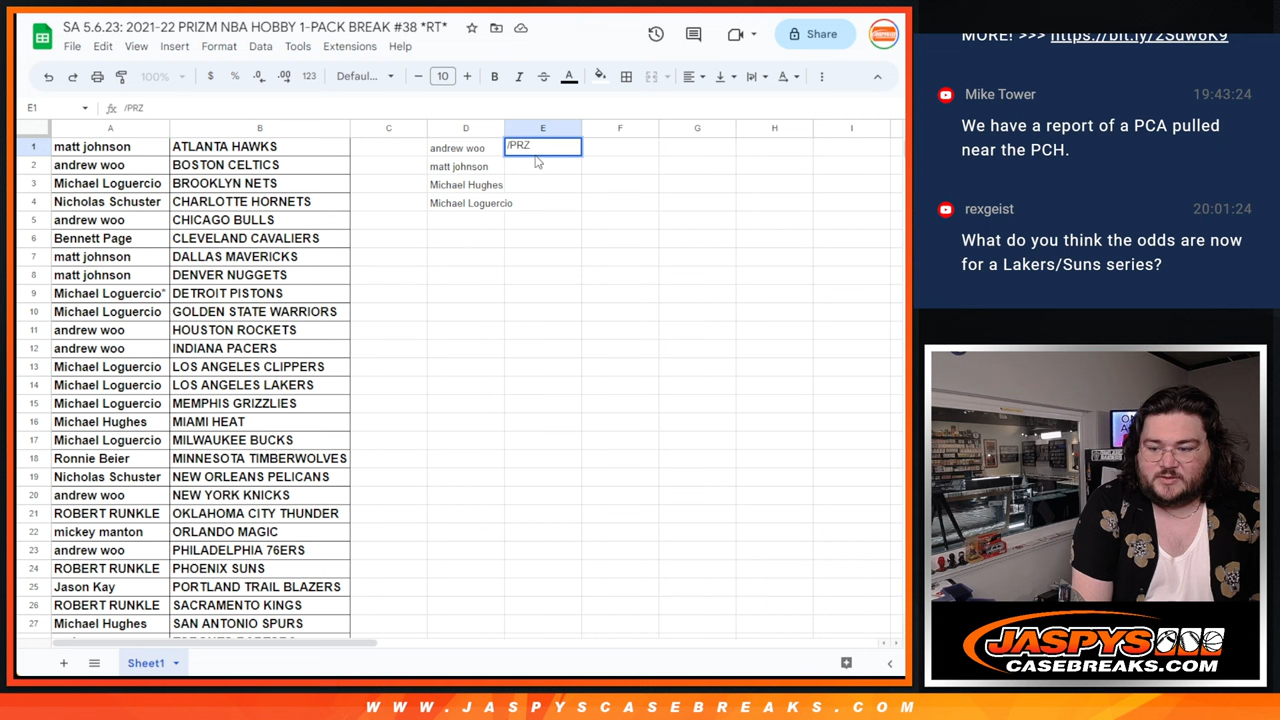 SA 5.6.23: 2021-22 PRIZM NBA HOBBY 1-PACK BREAK #38 *RT*
File Edit View Insert Format Data Tools Extensions Help
Share
100% $ % .0 .00 123 Defaul... 10 B I A
E1 fx /PRZ
A B C D E F G H I
1 matt johnson ATLANTA HAWKS andrew woo /PRZ
2 andrew woo BOSTON CELTICS matt johnson
3 Michael Loguercio BROOKLYN NETS Michael Hughes
4 Nicholas Schuster CHARLOTTE HORNETS Michael Loguercio
5 andrew woo CHICAGO BULLS
6 Bennett Page CLEVELAND CAVALIERS
7 matt johnson DALLAS MAVERICKS
8 matt johnson DENVER NUGGETS
9 Michael Loguercio* DETROIT PISTONS
10 Michael Loguercio GOLDEN STATE WARRIORS
11 andrew woo HOUSTON ROCKETS
12 andrew woo INDIANA PACERS
13 Michael Loguercio LOS ANGELES CLIPPERS
14 Michael Loguercio LOS ANGELES LAKERS
15 Michael Loguercio MEMPHIS GRIZZLIES
16 Michael Hughes MIAMI HEAT
17 Michael Loguercio MILWAUKEE BUCKS
18 Ronnie Beier MINNESOTA TIMBERWOLVES
19 Nicholas Schuster NEW ORLEANS PELICANS
20 andrew woo NEW YORK KNICKS
21 ROBERT RUNKLE OKLAHOMA CITY THUNDER
22 mickey manton ORLANDO MAGIC
23 andrew woo PHILADELPHIA 76ERS
24 ROBERT RUNKLE PHOENIX SUNS
25 Jason Kay PORTLAND TRAIL BLAZERS
26 ROBERT RUNKLE SACRAMENTO KINGS
27 Michael Hughes SAN ANTONIO SPURS
Sheet1
MORE! >>> https://bit.ly/2Sdw6K9
Mike Tower 19:43:24
We have a report of a PCA pulled
near the PCH.
rexgeist 20:01:24
What do you think the odds are now
for a Lakers/Suns series?
JASPYS
CASEBREAKS.COM
WWW.JASPYSCASEBREAKS.COM